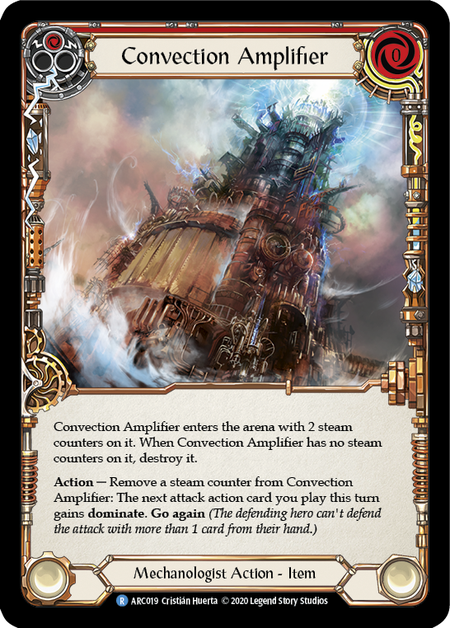 Convection Amplifier
0
Convection Amplifier enters the arena with 2 steam
counters on it. When Convection Amplifier has no steam
counters on it, destroy it.
Action — Remove a steam counter from Convection
Amplifier: The next attack action card you play this turn
gains dominate. Go again (The defending hero can't defend
the attack with more than 1 card from their hand.)
Mechanologist Action - Item
R ARC019 Cristián Huerta © 2020 Legend Story Studios